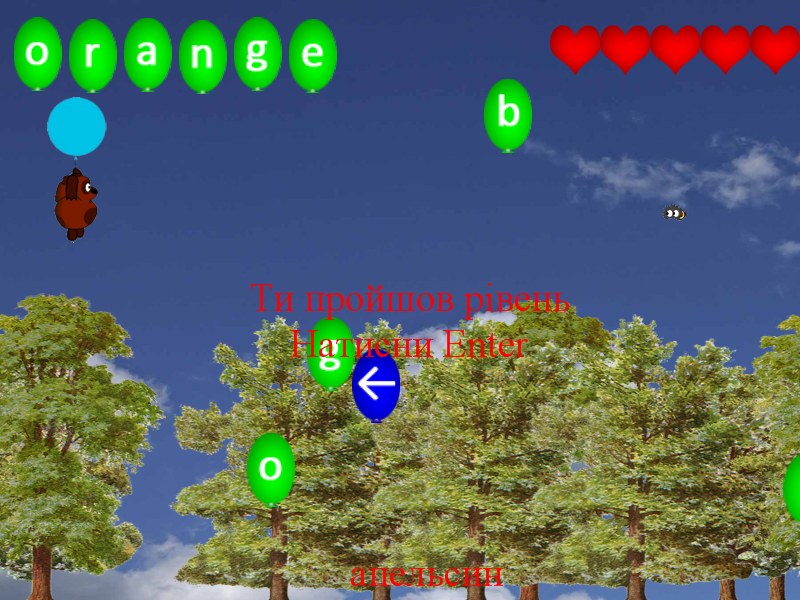 orange
b
Ти пройшов рівень
Натисни Enter
g
←
o
апельсин